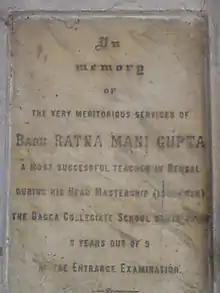 In
memory
OF
THE VERY MERITORIOUS SERVICES OF
BABU RATNA MANI GUPTA
A MOST SUCCESSFUL TEACHER IN BENGAL
DURING HIS HEAD MASTERSHIP
THE DACCA COLLEGIATE SCHOOL
8 YEARS OUT OF 9
THE ENTRANCE EXAMINATION.